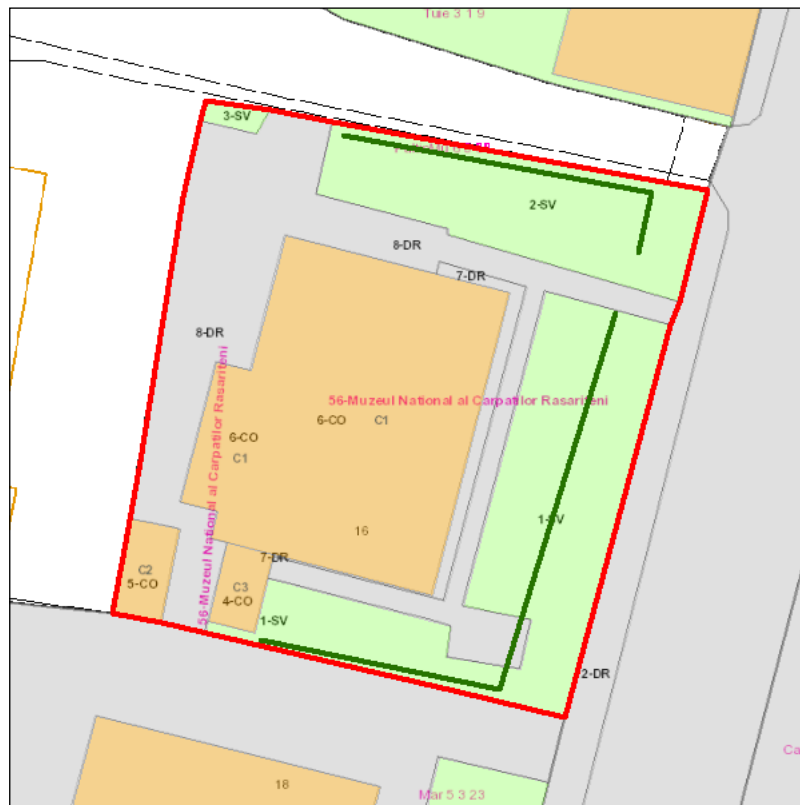 Tuie 3 1 9
3-SV
2-SV
8-DR
7-DR
8-DR
56-Muzeul National al Carpatilor Rasariteni
56-Muzeul National al Carpatilor Rasariteni
6-CO
C1
6-CO
C1
1-SV
16
7-DR
C2
5-CO
C3
4-CO
1-SV
2-DR
Ca
18
Mar 5 3 23